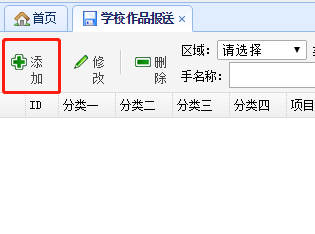 首页 学校作品报送 ×
添加 修改 删除 区域: 请选择
手名称:
ID 分类一 分类二 分类三 分类四 项目